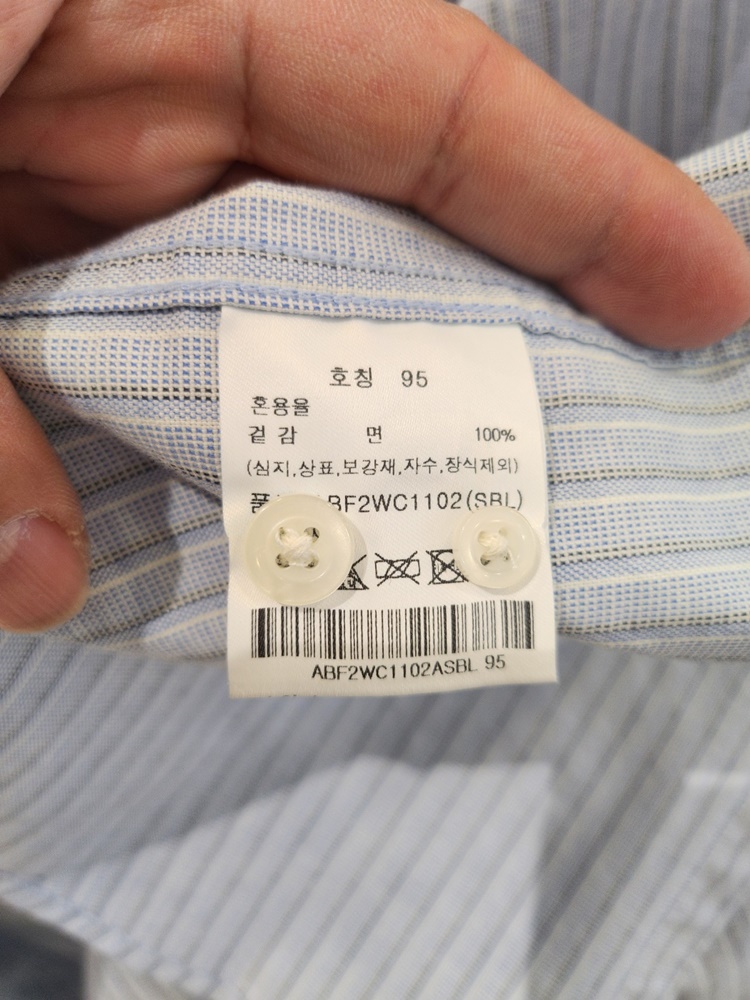 호칭 95
혼용율
겉 감 면 100%
(심지,상표,보강재,자수,장식제외)
BF2WC1102(SBL)
ABF2WC1102ASBL 95